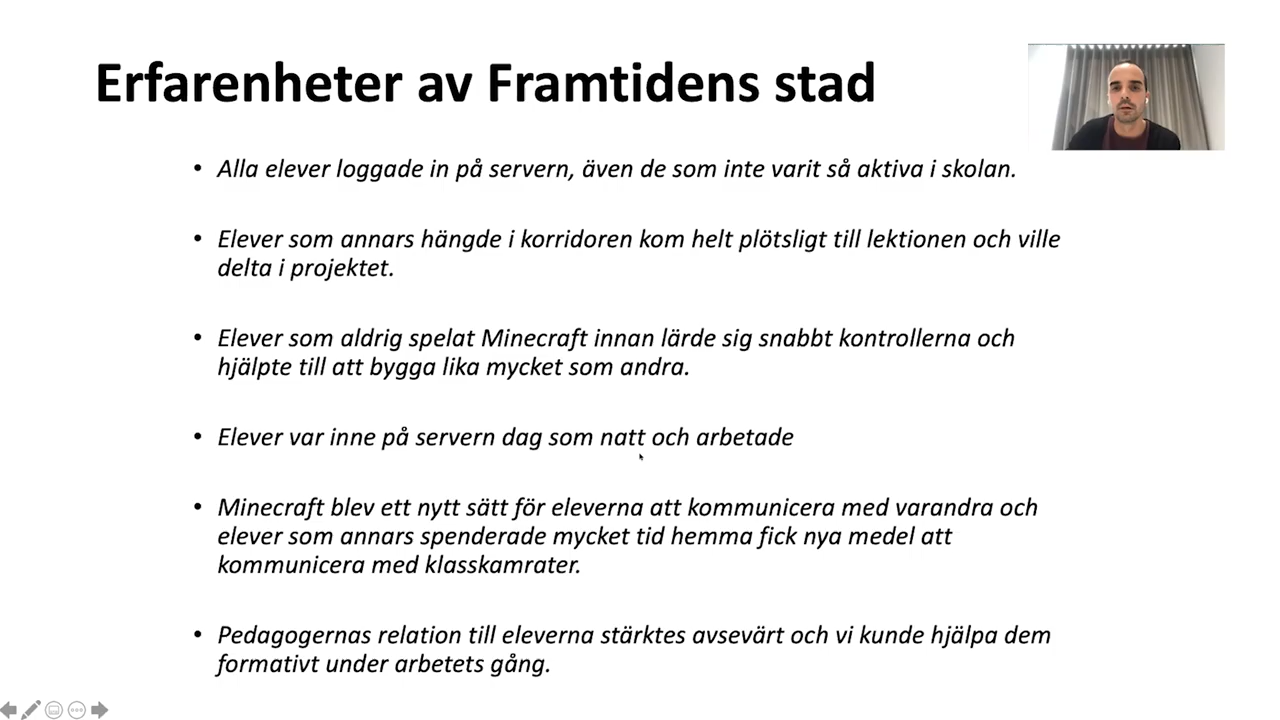 Erfarenheter av Framtidens stad
• Alla elever loggade in på servern, även de som inte varit så aktiva i skolan.
• Elever som annars hängde i korridoren kom helt plötsligt till lektionen och ville
delta i projektet.
• Elever som aldrig spelat Minecraft innan lärde sig snabbt kontrollerna och
hjälpte till att bygga lika mycket som andra.
• Elever var inne på servern dag som natt och arbetade
• Minecraft blev ett nytt sätt för eleverna att kommunicera med varandra och
elever som annars spenderade mycket tid hemma fick nya medel att
kommunicera med klasskamrater.
• Pedagogernas relation till eleverna stärktes avsevärt och vi kunde hjälpa dem
formativt under arbetets gång.